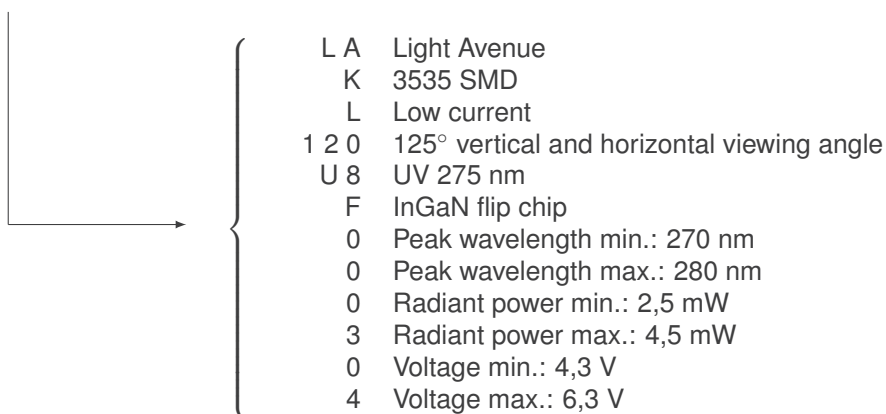 L A Light Avenue
K 3535 SMD
L Low current
1 2 0 125° vertical and horizontal viewing angle
U 8 UV 275 nm
F InGaN flip chip
0 Peak wavelength min.: 270 nm
0 Peak wavelength max.: 280 nm
0 Radiant power min.: 2,5 mW
3 Radiant power max.: 4,5 mW
0 Voltage min.: 4,3 V
4 Voltage max.: 6,3 V